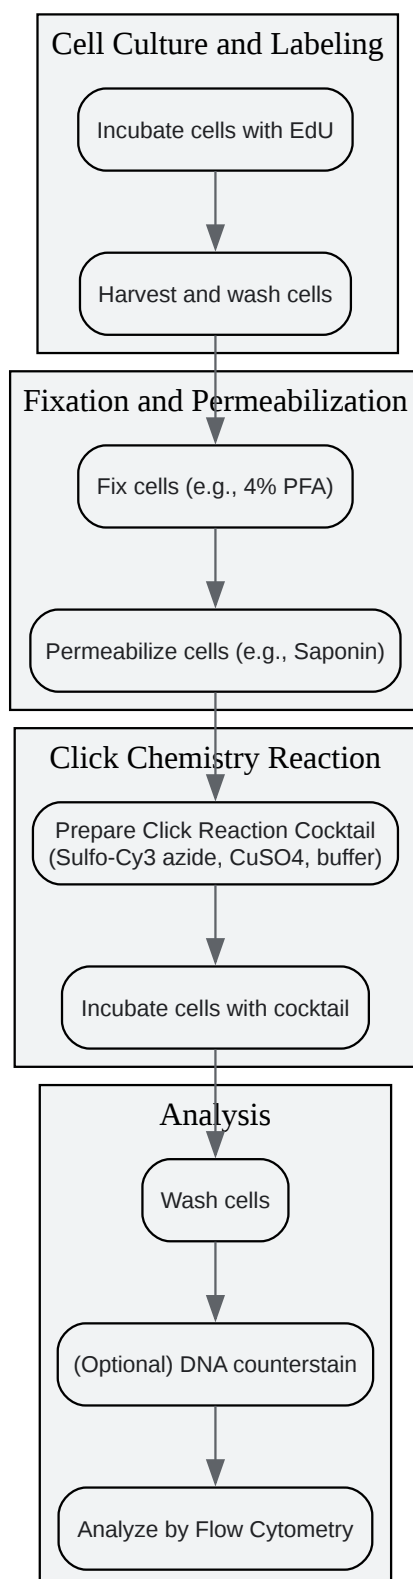 Cell Culture and Labeling
Incubate cells with EdU
Harvest and wash cells
Fixation and Permeabilization
Fix cells (e.g., 4% PFA)
Permeabilize cells (e.g., Saponin)
Click Chemistry Reaction
Prepare Click Reaction Cocktail
(Sulfo-Cy3 azide, CuSO4, buffer)
Incubate cells with cocktail
Analysis
Wash cells
(Optional) DNA counterstain
Analyze by Flow Cytometry